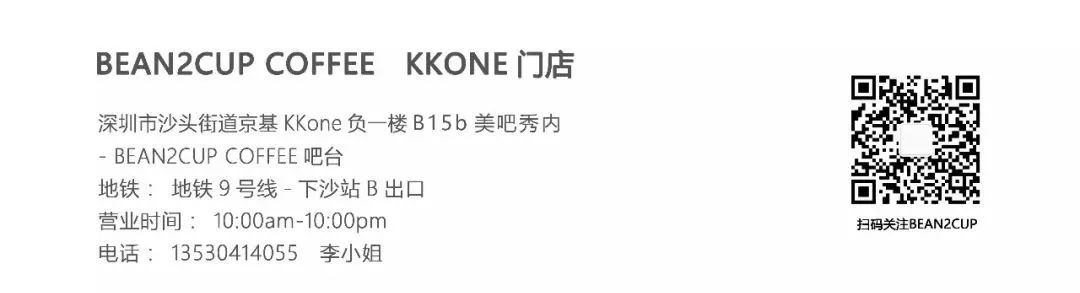 BEAN2CUP COFFEE KKONE 门店
深圳市沙头街道京基 KKone 负一楼 B15b 美吧秀内
- BEAN2CUP COFFEE 吧台
地铁： 地铁 9 号线 - 下沙站 B 出口
营业时间： 10:00am-10:00pm
电话： 13530414055 李小姐
扫码关注BEAN2CUP